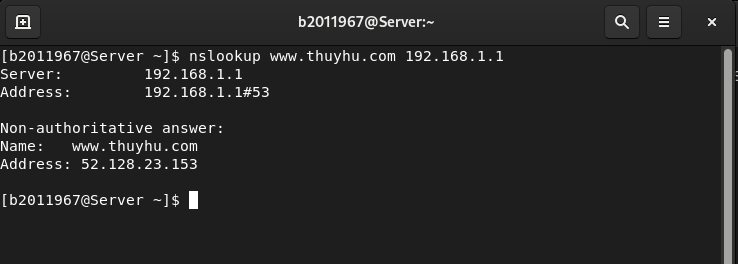 b2011967@Server:~
[b2011967@Server ~]$ nslookup www.thuyhu.com 192.168.1.1
Server:         192.168.1.1
Address:        192.168.1.1#53

Non-authoritative answer:
Name:   www.thuyhu.com
Address: 52.128.23.153

[b2011967@Server ~]$